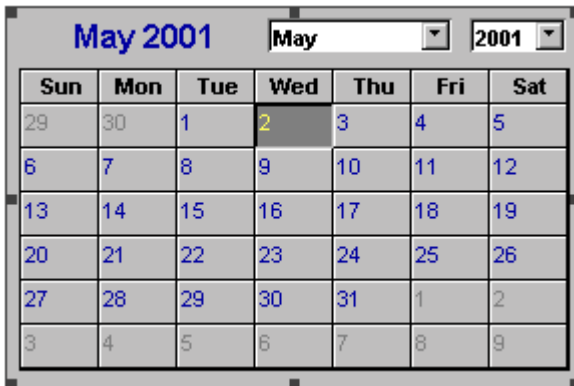 May 2001 May 2001
Sun Mon Tue Wed Thu Fri Sat
29 30 1 2 3 4 5
6 7 8 9 10 11 12
13 14 15 16 17 18 19
20 21 22 23 24 25 26
27 28 29 30 31 1 2
3 4 5 6 7 8 9